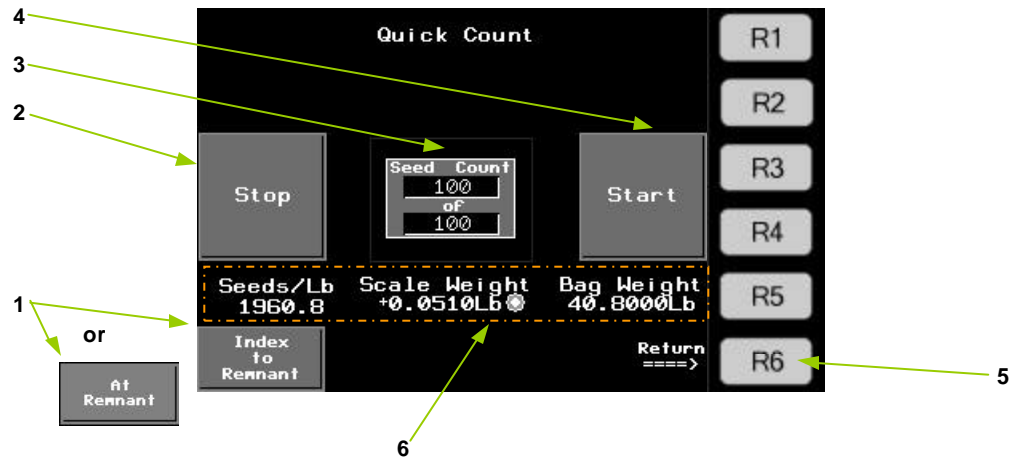 4
Quick Count
R1
3
R2
2
Seed Count
100
of
100
Stop
Start
R3
R4
Seeds/Lb
1960.8
Scale Weight
+0.0510Lb
Bag Weight
40.8000Lb
R5
1
or
Index
to
Remnant
Return
====>
R6
5
At
Remnant
6